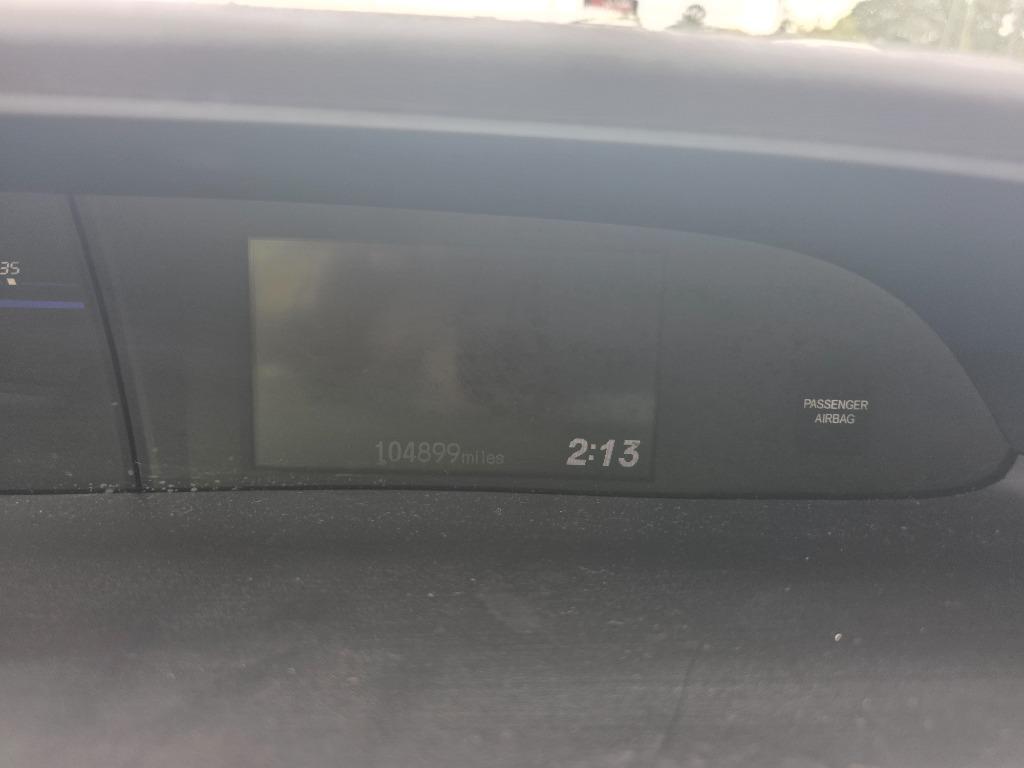 35
104899miles 2:13
PASSENGER
AIRBAG